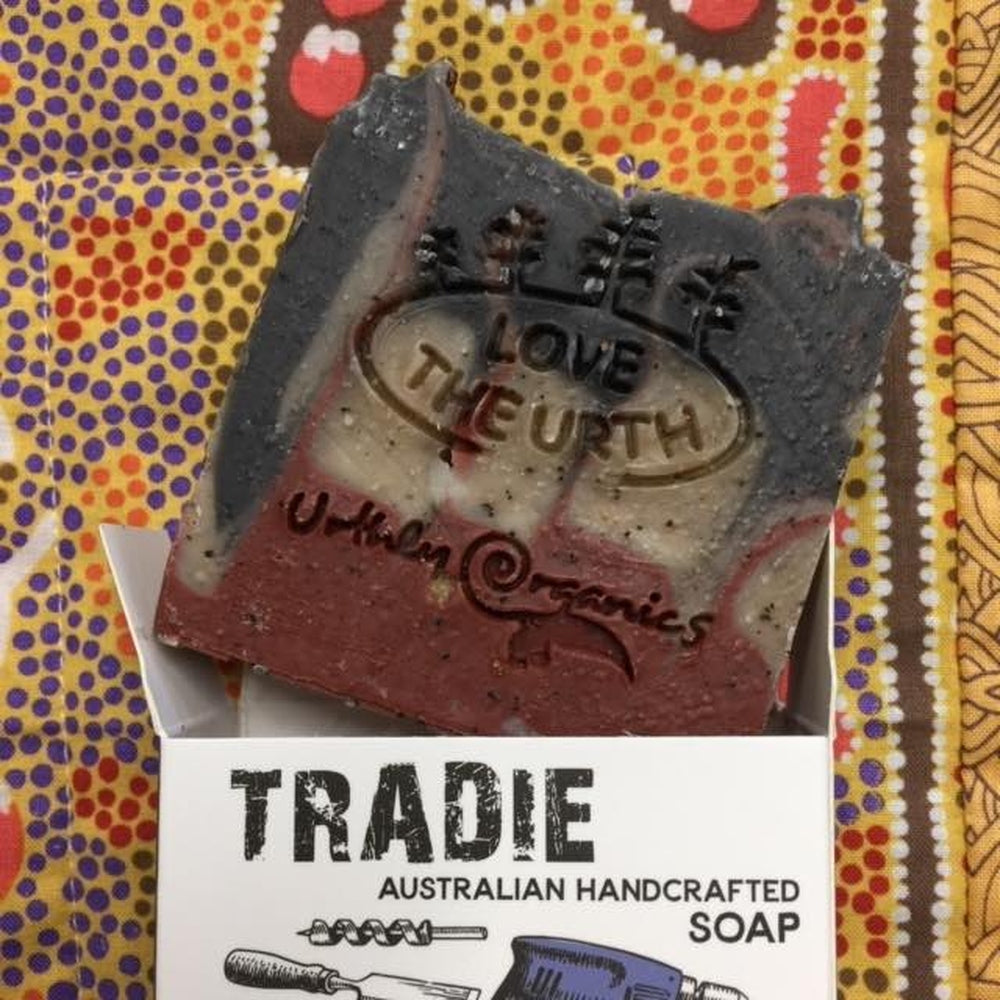 LOVE
THE URTH
Urthly Organics
TRADIE
AUSTRALIAN HANDCRAFTED
SOAP